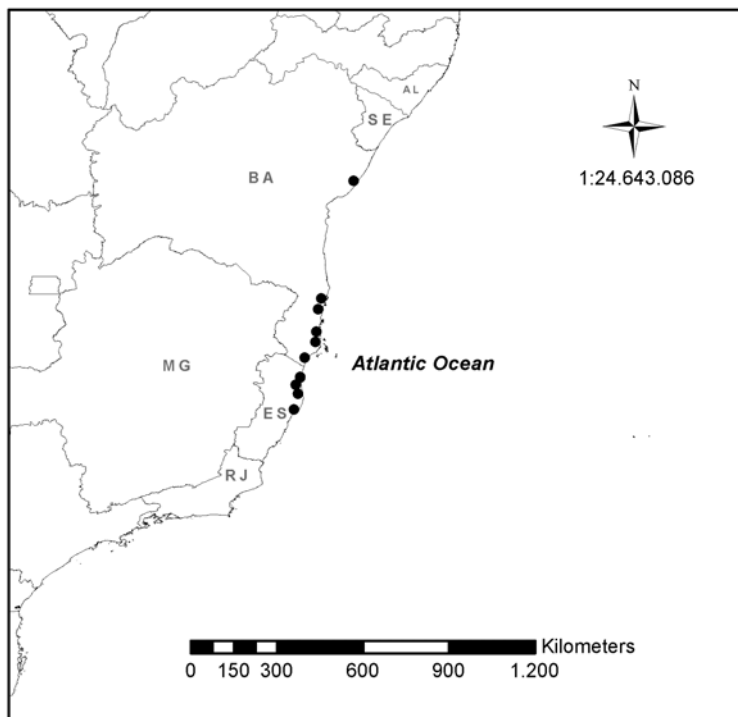 AL
N
SE
1:24.643.086
BA
Atlantic Ocean
MG
ES
RJ
Kilometers
0 150 300 600 900 1.200